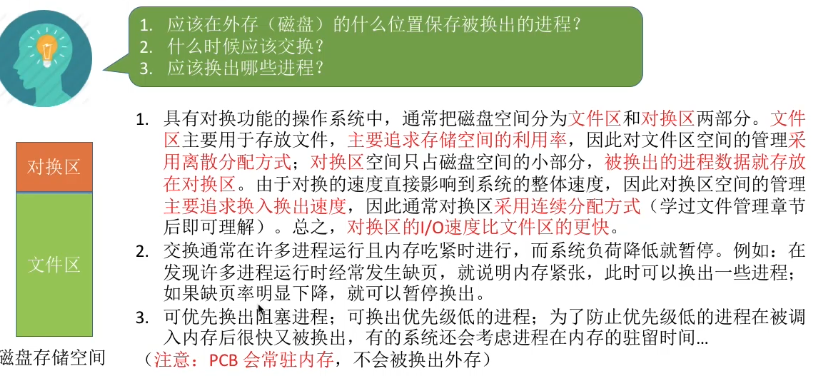 1. 应该在外存（磁盘）的什么位置保存被换出的进程？
2. 什么时候应该交换？
3. 应该换出哪些进程？
1. 具有对换功能的操作系统中，通常把磁盘空间分为文件区和对换区两部分。文件
区主要用于存放文件，主要追求存储空间的利用率，因此对文件区空间的管理采
用离散分配方式；对换区空间只占磁盘空间的小部分，被换出的进程数据就存放
在对换区。由于对换的速度直接影响到系统的整体速度，因此对换区空间的管理
主要追求换入换出速度，因此通常对换区采用连续分配方式（学过文件管理章节
后即可理解）。总之，对换区的I/O速度比文件区的更快。
2. 交换通常在许多进程运行且内存吃紧时进行，而系统负荷降低就暂停。例如：在
发现许多进程运行时经常发生缺页，就说明内存紧张，此时可以换出一些进程；
如果缺页率明显下降，就可以暂停换出。
3. 可优先换出阻塞进程；可换出优先级低的进程；为了防止优先级低的进程在被调
入内存后很快又被换出，有的系统还会考虑进程在内存的驻留时间…
（注意：PCB 会常驻内存，不会被换出外存）
对换区
文件区
磁盘存储空间